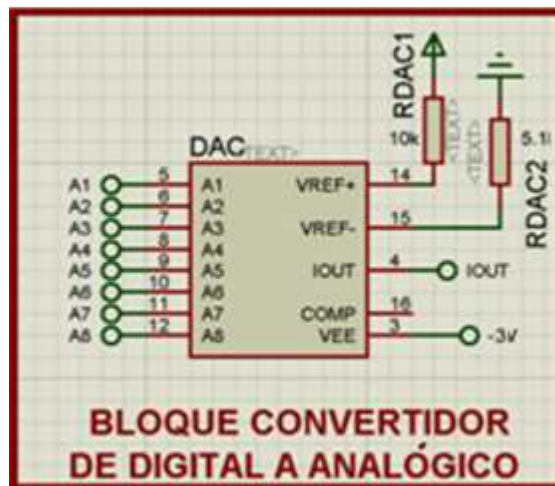 RDAC1
10k
<TEXT>
5.1
<TEXT>
RDAC2
DAC
<TEXT>
A1 5 A1 VREF+ 14
A2 6 A2
A3 7 A3 VREF- 15
A4 8 A4
A5 9 A5 IOUT 4 IOUT
A6 10 A6
A7 11 A7 COMP 16
A8 12 A8 VEE 3 -3V
BLOQUE CONVERTIDOR
DE DIGITAL A ANALÓGICO